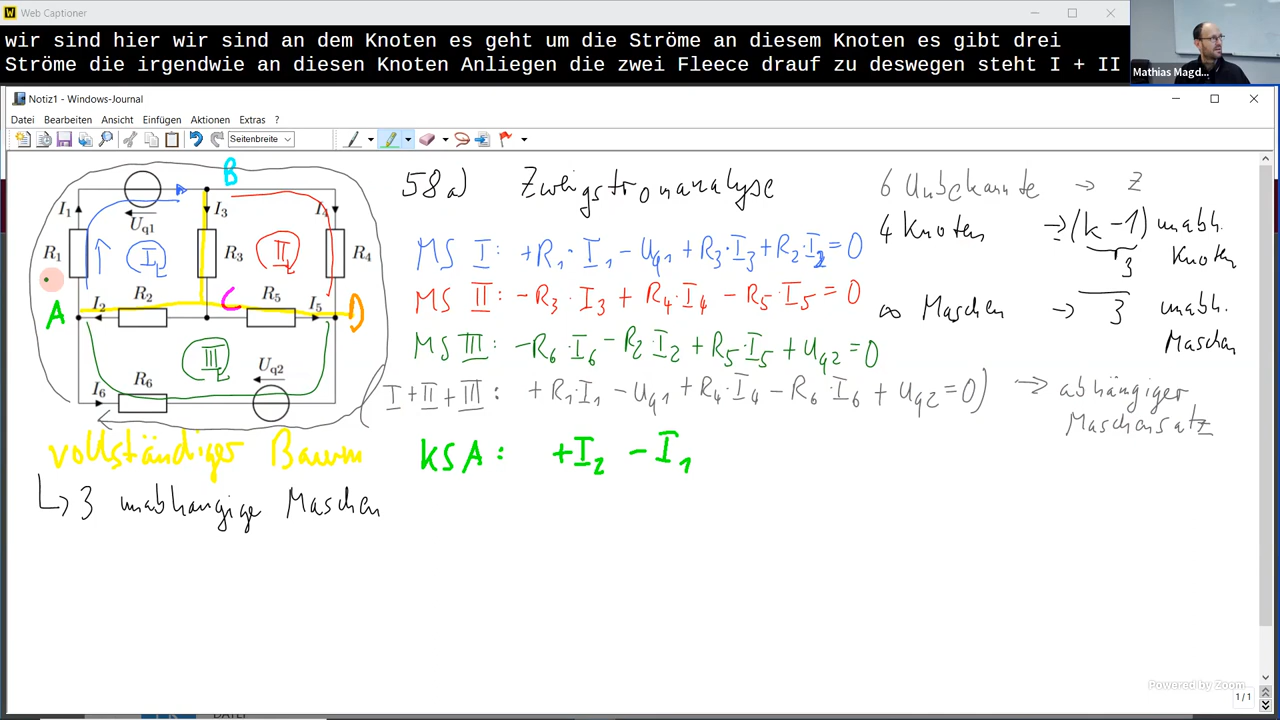 Web Captioner
wir sind hier wir sind an dem Knoten es geht um die Ströme an diesem Knoten es gibt drei
Ströme die irgendwie an diesen Knoten Anliegen die zwei Fleece drauf zu deswegen steht I + II
Mathias Magd...
Notiz1 - Windows-Journal
Datei Bearbeiten Ansicht Einfügen Aktionen Extras ?
Seitenbreite
B
I1 Uq1 I3 I4
R1 I R3 II R4
A I2 R2 C R5 I5 D
III
I6 R6 Uq2
58a) Zweigstromanalyse
MS I: +R1·I1 - Uq1 + R3·I3 + R2·I2 = 0
MS II: -R3·I3 + R4·I4 - R5·I5 = 0
MS III: -R6·I6 - R2·I2 + R5·I5 + Uq2 = 0
I+II+III: +R1·I1 - Uq1 + R4·I4 - R6·I6 + Uq2 = 0) → abhängiger
Maschensatz
6 Unbekannte → Z
4 Knoten → (k-1) unabh.
3 Knoten
∞ Maschen → 3 unabh.
Maschen
vollständiger Baum
↳ 3 unabhängige Maschen
KSA: +I2 - I1
Powered by Zoom
1/1